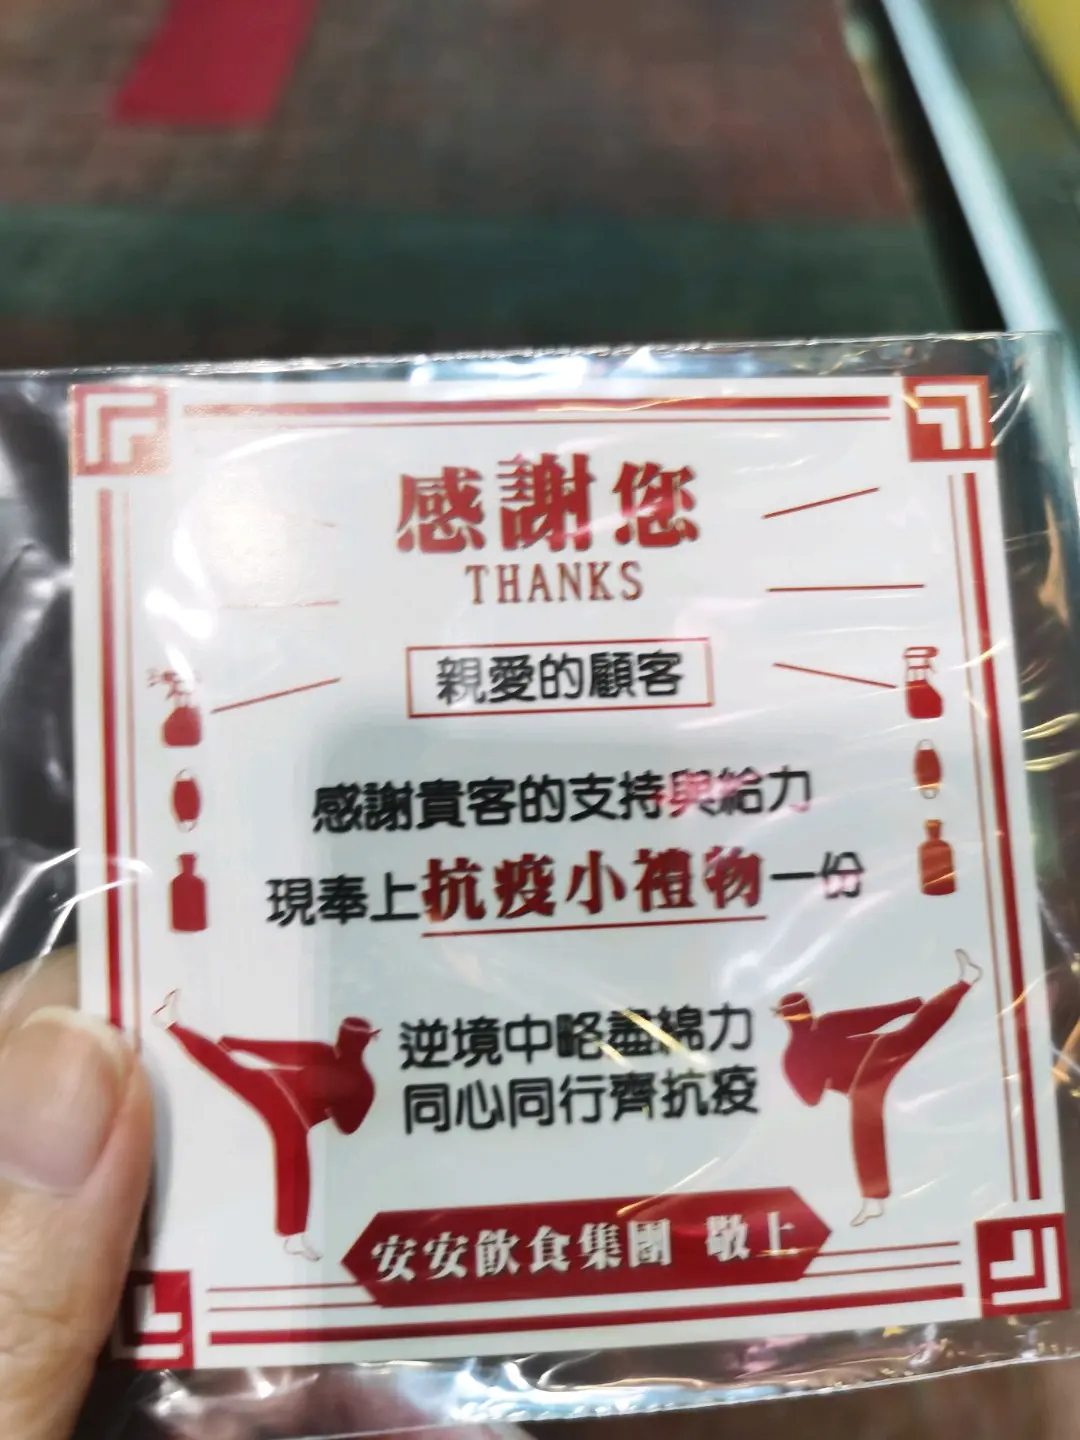 感謝您
THANKS
親愛的顧客
感謝貴客的支持與給力
現奉上抗疫小禮物一份
逆境中略盡綿力
同心同行齊抗疫
安安飲食集團 敬上